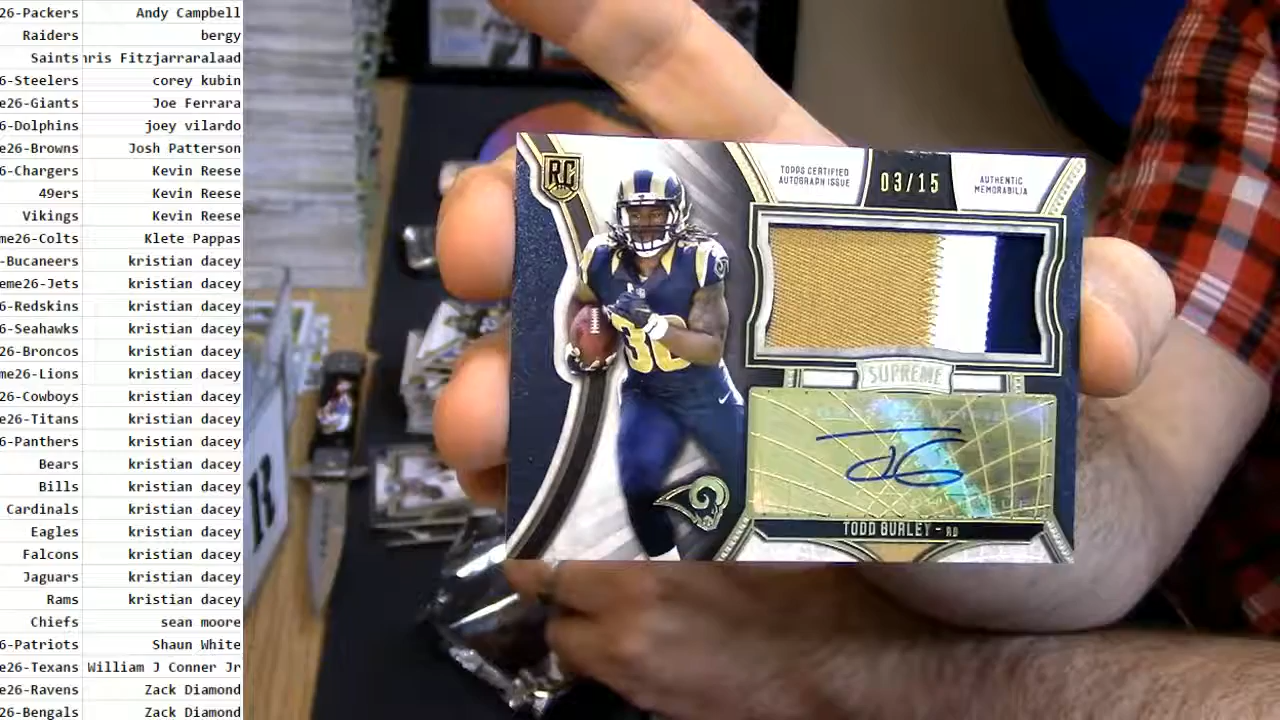 26-Packers Andy Campbell
Raiders bergy
Saints hris Fitzjarraralaad
6-Steelers corey kubin
e26-Giants Joe Ferrara
6-Dolphins joey vilardo
e26-Browns Josh Patterson
6-Chargers Kevin Reese
49ers Kevin Reese
Vikings Kevin Reese
me26-Colts Klete Pappas
-Bucaneers kristian dacey
eme26-Jets kristian dacey
6-Redskins kristian dacey
6-Seahawks kristian dacey
26-Broncos kristian dacey
me26-Lions kristian dacey
26-Cowboys kristian dacey
e26-Titans kristian dacey
6-Panthers kristian dacey
Bears kristian dacey
Bills kristian dacey
Cardinals kristian dacey
Eagles kristian dacey
Falcons kristian dacey
Jaguars kristian dacey
Rams kristian dacey
Chiefs sean moore
6-Patriots Shaun White
e26-Texans William J Conner Jr
e26-Ravens Zack Diamond
26-Bengals Zack Diamond
RC
TOPPS CERTIFIED
AUTOGRAPH ISSUE
03/15
AUTHENTIC
MEMORABILIA
30
SUPREME
TG
TODD GURLEY - RB